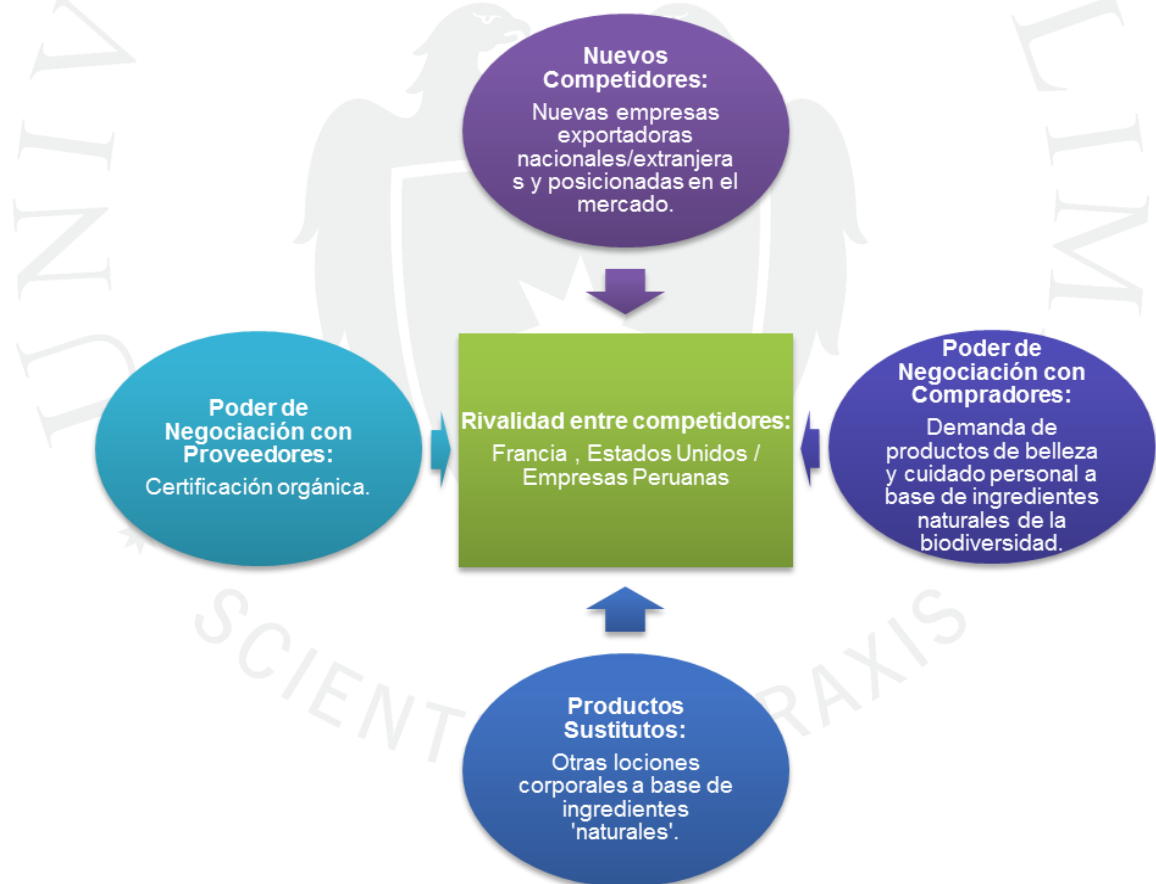 Nuevos
Competidores:
Nuevas empresas
exportadoras
nacionales/extranjera
s y posicionadas en el
mercado.
Poder de
Negociación con
Proveedores:
Certificación orgánica.
Rivalidad entre competidores:
Francia , Estados Unidos /
Empresas Peruanas
Poder de
Negociación con
Compradores:
Demanda de
productos de belleza
y cuidado personal a
base de ingredientes
naturales de la
biodiversidad.
Productos
Sustitutos:
Otras lociones
corporales a base de
ingredientes
'naturales'.